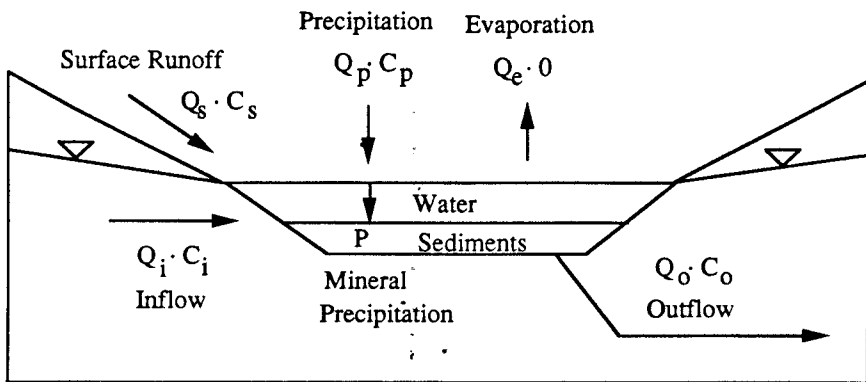 Precipitation
Evaporation
Surface Runoff
Qp · Cp
Qe · 0
Qs · Cs
Water
P
Sediments
Qi · Ci
Inflow
Mineral
Precipitation
Qo · Co
Outflow